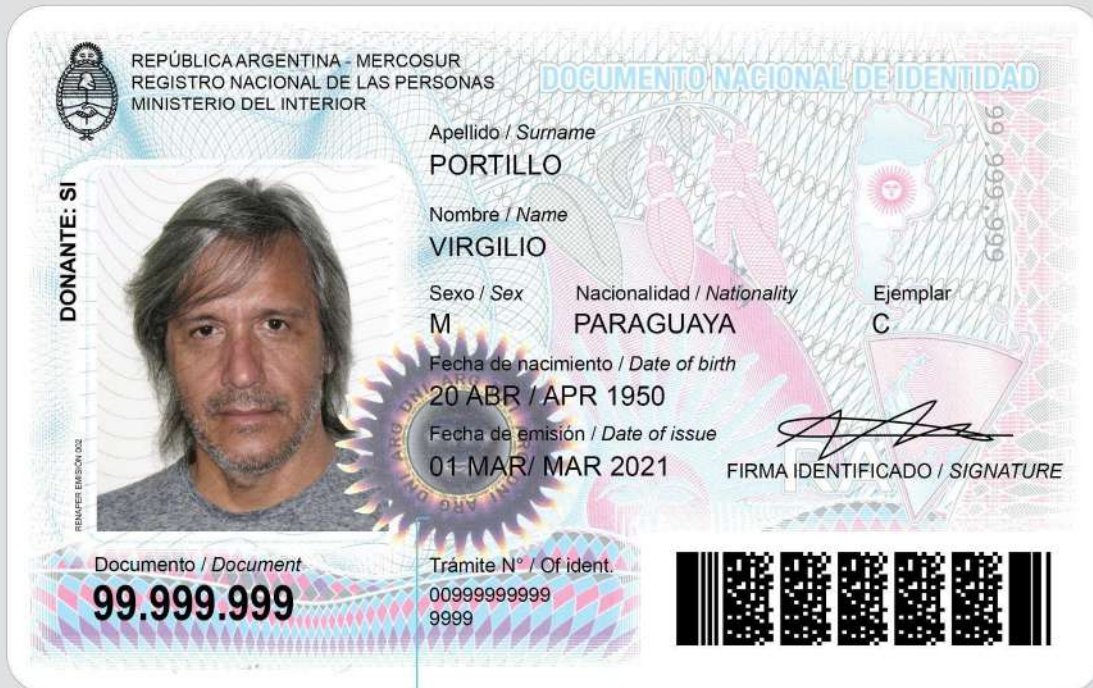 REPÚBLICA ARGENTINA - MERCOSUR
REGISTRO NACIONAL DE LAS PERSONAS
MINISTERIO DEL INTERIOR
DOCUMENTO NACIONAL DE IDENTIDAD
Apellido / Surname
PORTILLO
Nombre / Name
VIRGILIO
Sexo / Sex Nacionalidad / Nationality Ejemplar
M PARAGUAYA C
Fecha de nacimiento / Date of birth
20 ABR / APR 1950
Fecha de emisión / Date of issue
01 MAR/ MAR 2021
FIRMA IDENTIFICADO / SIGNATURE
DONANTE: SI
RENAPER EMISIÓN 002
99.999.999
Documento / Document
99.999.999
Trámite N° / Of ident.
00999999999
9999